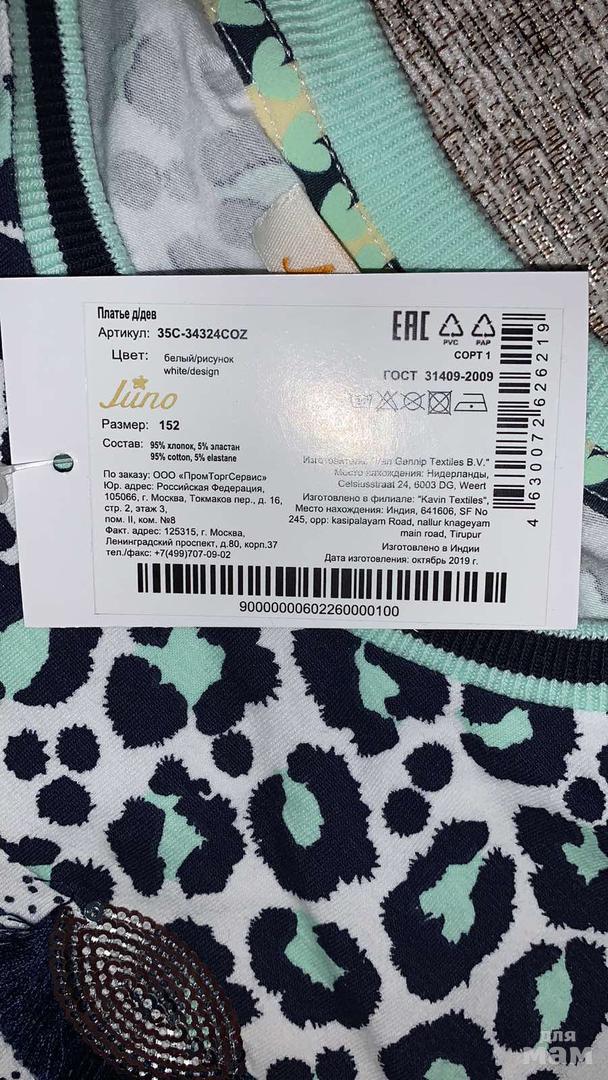 Платье д/дев
Артикул: 35С-34324COZ
Цвет: белый/рисунок
white/design
Juno
Размер: 152
Состав: 95% хлопок, 5% эластан
95% cotton, 5% elastane
По заказу: ООО «ПромТоргСервис»
Юр. адрес: Российская Федерация,
105066, г. Москва, Токмаков пер., д. 16,
стр. 2, этаж 3,
пом. II, ком. №8
Факт. адрес: 125315, г. Москва,
Ленинградский проспект, д.80, корп.37
тел./факс: +7(499)707-09-02
EAC
PVC PAP
СОРТ 1
ГОСТ 31409-2009
Gannip Textiles B.V."
Место нахождения: Нидерланды,
Celsiusstraat 24, 6003 DG, Weert
Изготовлено в филиале: "Kavin Textiles",
Место нахождения: Индия, 641606, SF No
245, opp: kasipalayam Road, nallur knageyam
main road, Tirupur
Изготовлено в Индии
Дата изготовления: октябрь 2019 г.
4 630072 626219
90000000602260000100
для
мам